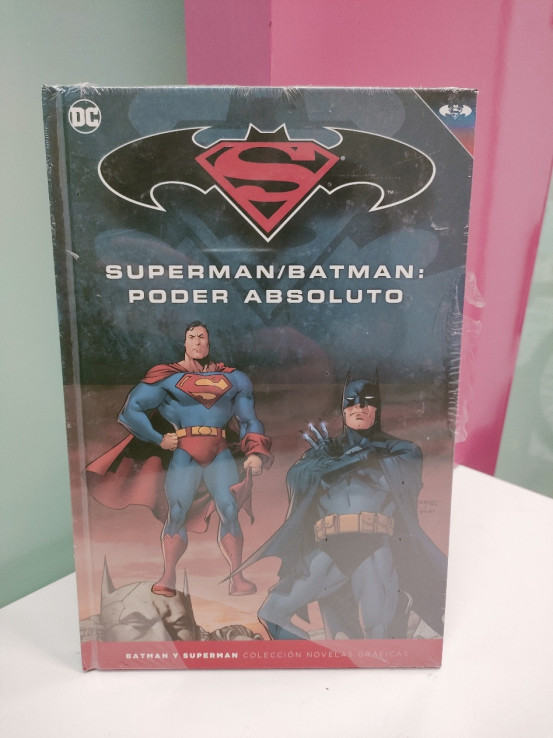 DC
SUPERMAN/BATMAN:
PODER ABSOLUTO
BATMAN Y SUPERMAN COLECCIÓN NOVELAS GRÁFICAS